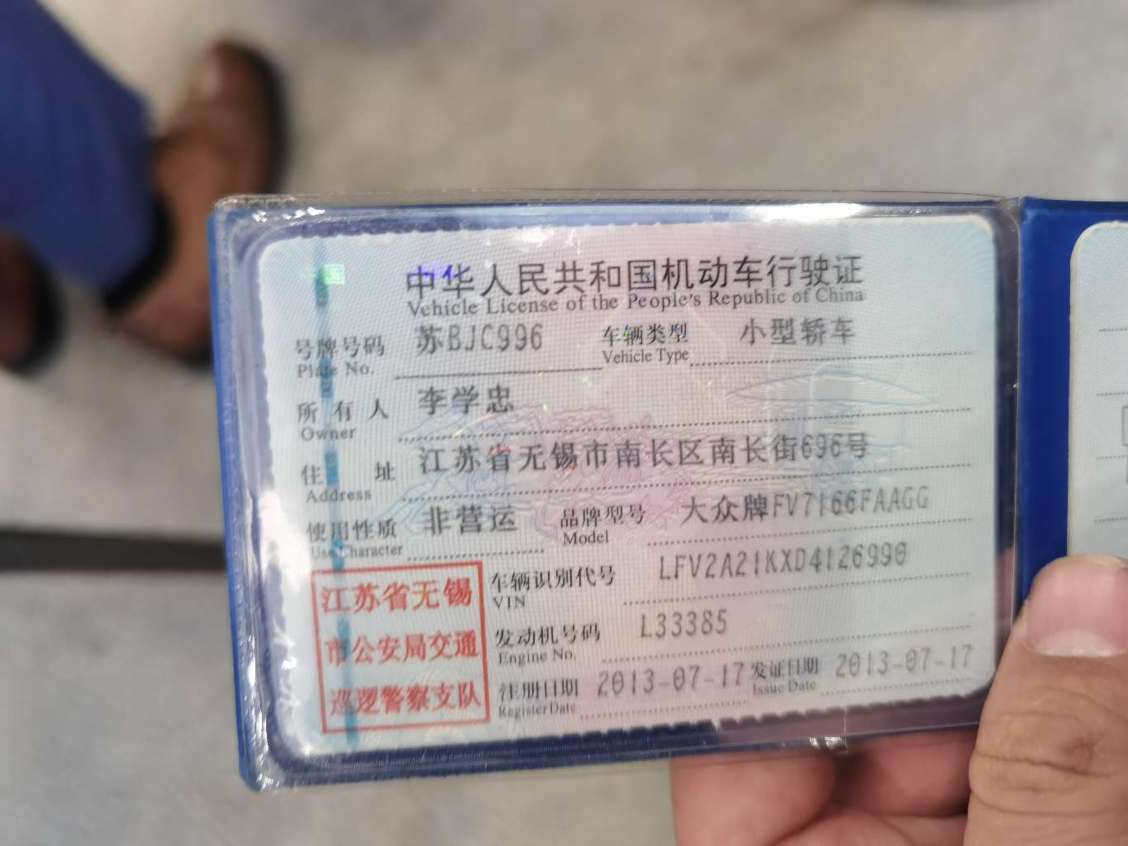 中华人民共和国机动车行驶证
Vehicle License of the People's Republic of China
号牌号码 苏BJC996 车辆类型 小型轿车
Plate No. Vehicle Type
所有人 李学忠
Owner
住址 江苏省无锡市南长区南长街696号
Address
使用性质 非营运 品牌型号 大众牌FV7166FAAGG
Use Character Model
江苏省无锡
市公安局交通
巡逻警察支队
车辆识别代号 LFV2A21KXD4126990
VIN
发动机号码 L33385
Engine No.
注册日期 2013-07-17 发证日期 2013-07-17
Register Date Issue Date